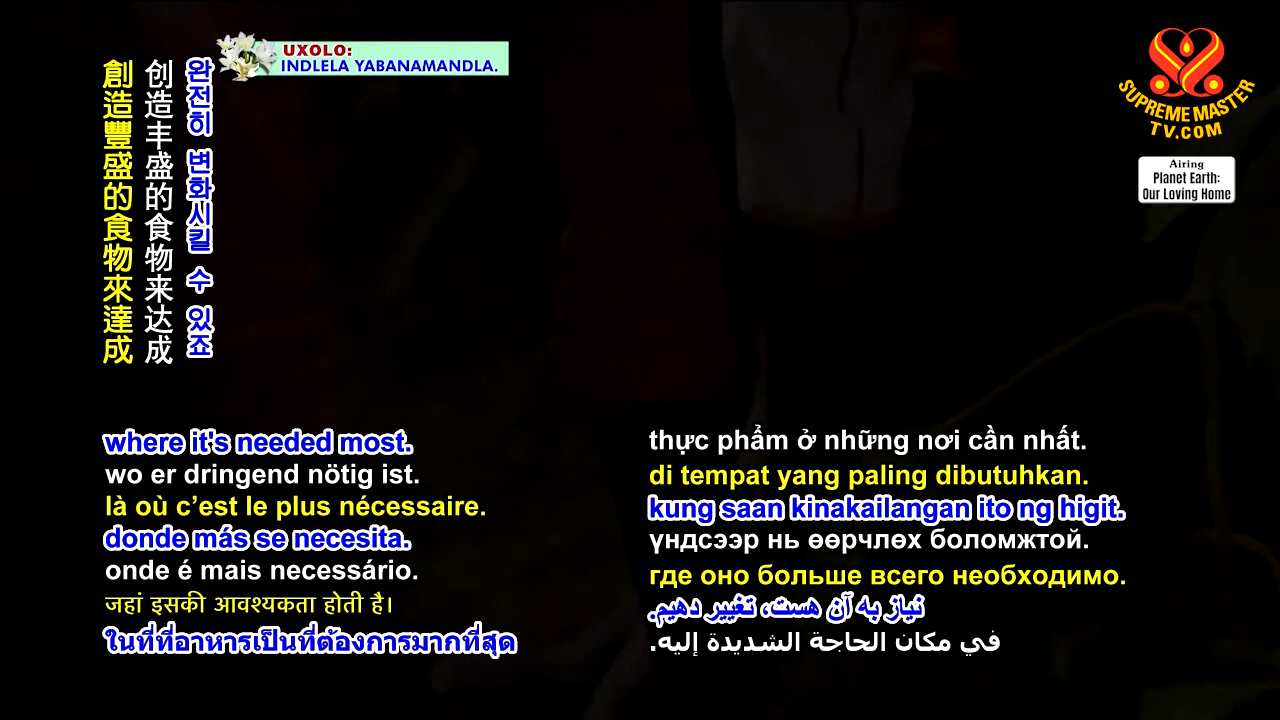 UXOLO:
INDLELA YABANAMANDLA.
創造豐盛的食物來達成
创造丰盛的食物来达成
완전히 변화시킬 수 있죠
SUPREME MASTER
TV.COM
Airing
Planet Earth:
Our Loving Home
where it's needed most.
wo er dringend nötig ist.
là où c’est le plus nécessaire.
donde más se necesita.
onde é mais necessário.
जहां इसकी आवश्यकता होती है।
ในที่ที่อาหารเป็นที่ต้องการมากที่สุด
thực phẩm ở những nơi cần nhất.
di tempat yang paling dibutuhkan.
kung saan kinakailangan ito ng higit.
үндсээр нь өөрчлөх боломжтой.
где оно больше всего необходимо.
نیاز به آن هست، تغییر دهیم.
في مكان الحاجة الشديدة إليه.